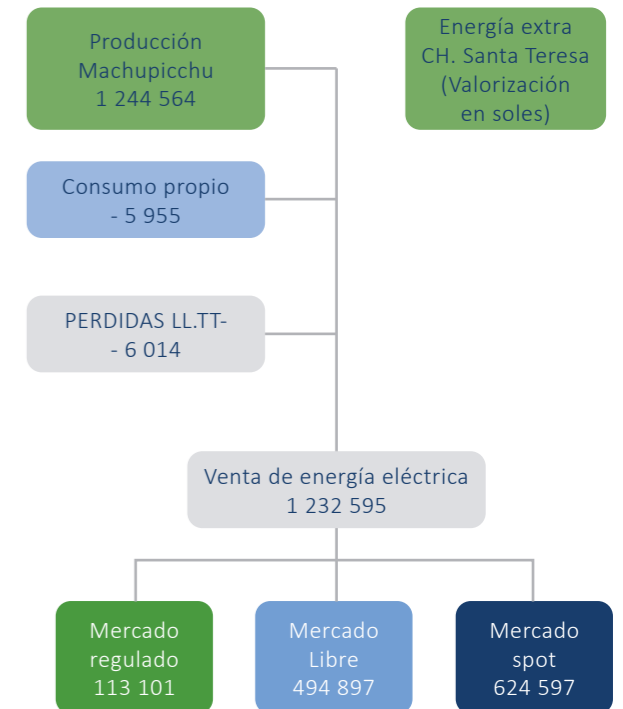 Producción
Machupicchu
1 244 564
Energía extra
CH. Santa Teresa
(Valorización
en soles)
Consumo propio
- 5 955
PERDIDAS LL.TT-
- 6 014
Venta de energía eléctrica
1 232 595
Mercado
regulado
113 101
Mercado
Libre
494 897
Mercado
spot
624 597